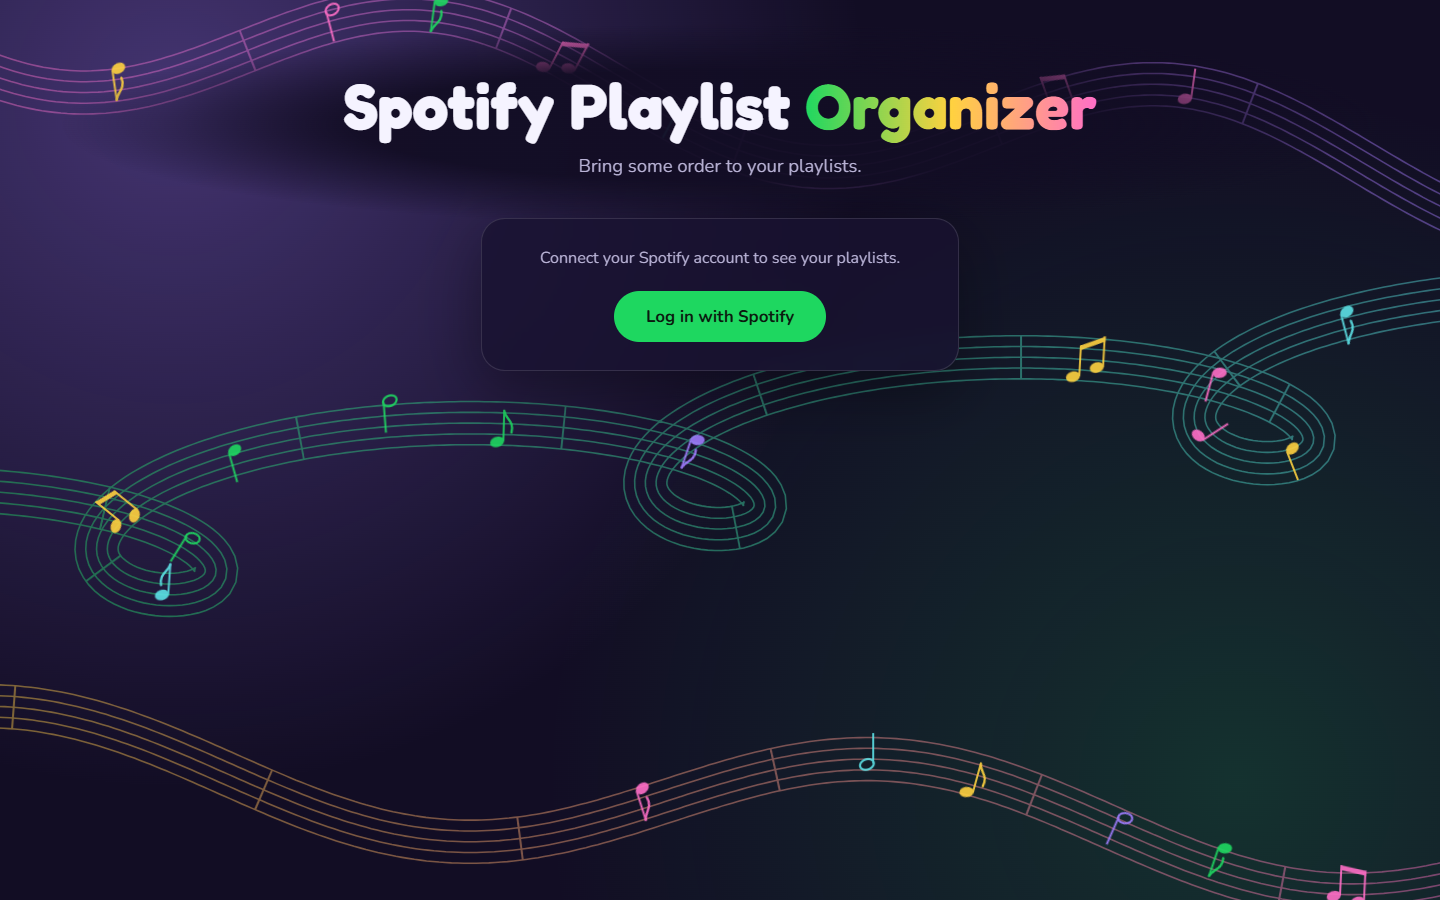 Spotify Playlist Organizer
Bring some order to your playlists.
Connect your Spotify account to see your playlists.
Log in with Spotify